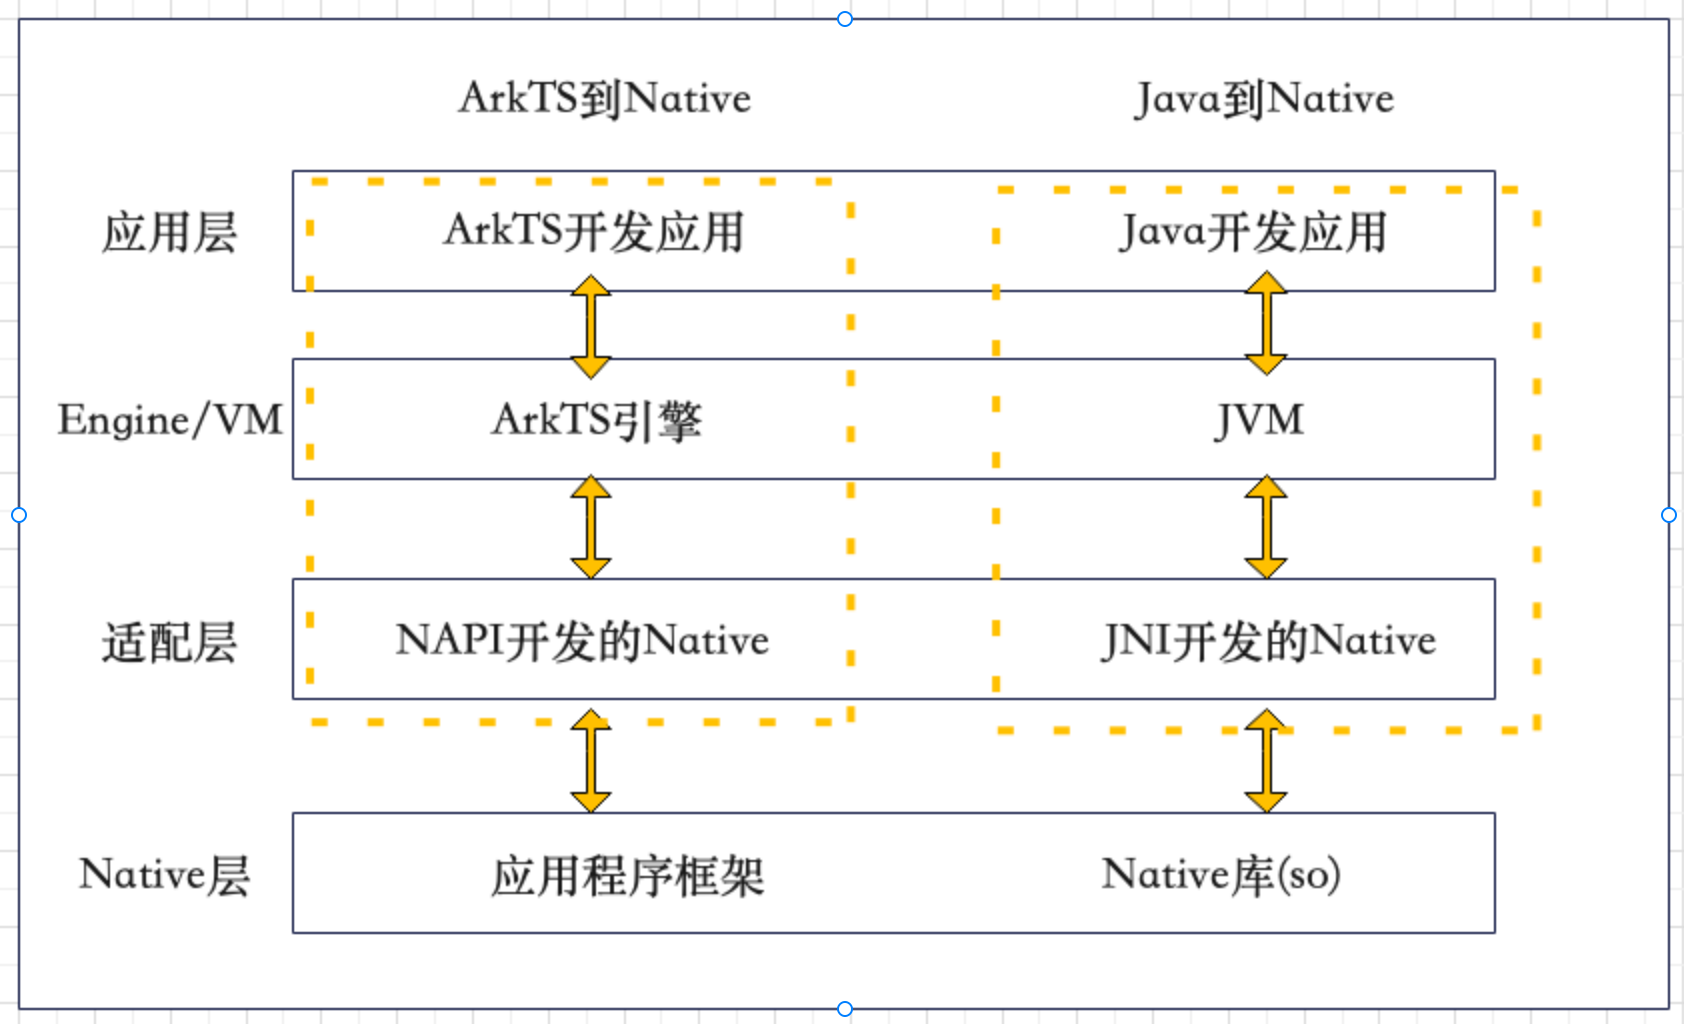 ArkTS到Native Java到Native
应用层 ArkTS开发应用 Java开发应用
Engine/VM ArkTS引擎 JVM
适配层 NAPI开发的Native JNI开发的Native
Native层 应用程序框架 Native库(so)